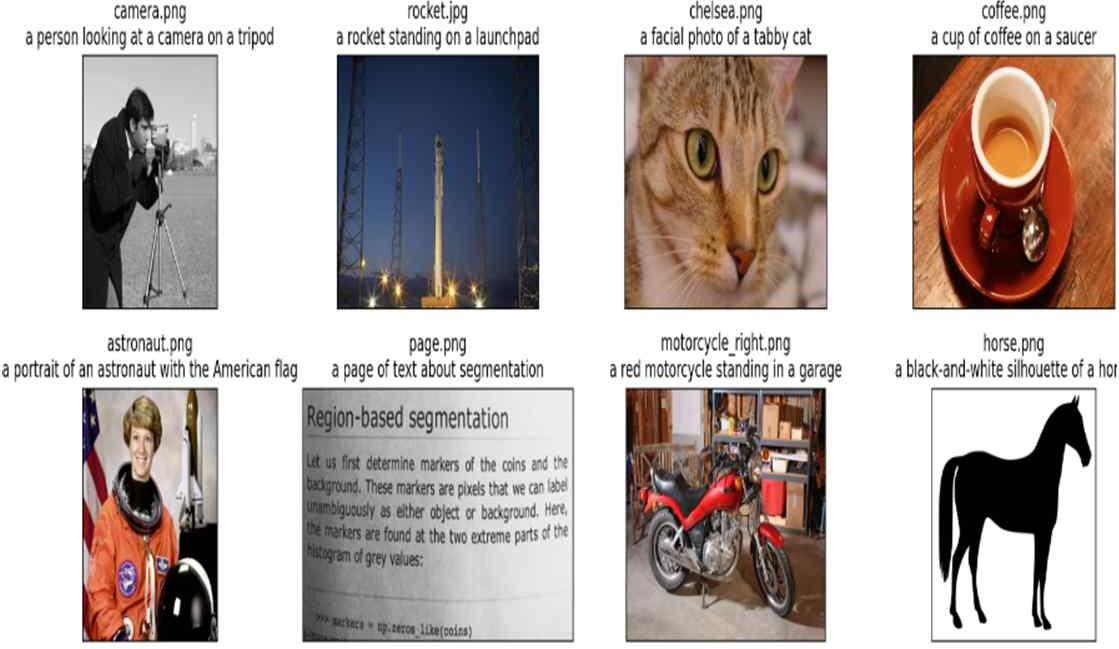 camera.png
a person looking at a camera on a tripod
rocket.jpg
a rocket standing on a launchpad
chelsea.png
a facial photo of a tabby cat
coffee.png
a cup of coffee on a saucer
astronaut.png
a portrait of an astronaut with the American flag
page.png
a page of text about segmentation
Region-based segmentation
Let us first determine markers of the coins and the
background. These markers are pixels that we can label
unambiguously as either object or background. Here,
the markers are found at the two extreme parts of the
histogram of grey values:
>>> markers = np.zeros_like(coins)
motorcycle_right.png
a red motorcycle standing in a garage
horse.png
a black-and-white silhouette of a hor